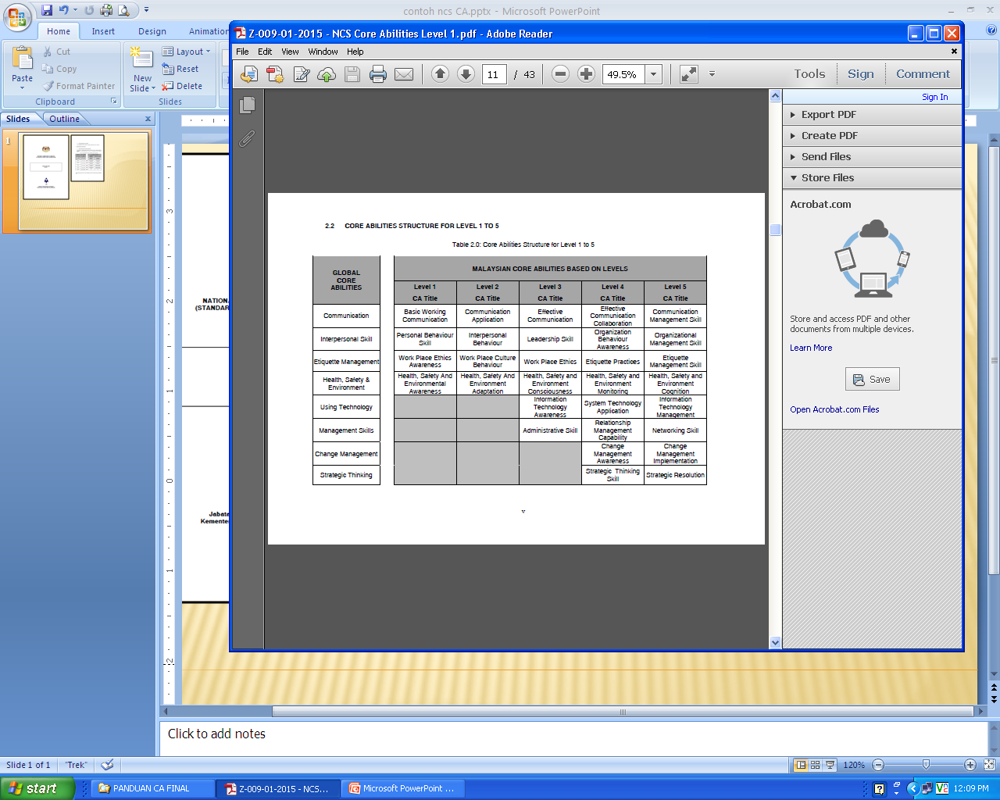 contoh ncs CA.pptx - Microsoft PowerPoint
Home Insert Design Animation
Cut
Copy
Format Painter
Paste
Clipboard
New
Slide
Layout
Reset
Delete
Slides
Slides Outline
1
Z-009-01-2015 - NCS Core Abilities Level 1.pdf - Adobe Reader
File Edit View Window Help
11 / 43 49.5% Tools Sign Comment
Sign In
Export PDF
Create PDF
Send Files
Store Files
Acrobat.com
Store and access PDF and other
documents from multiple devices.
Learn More
Save
Open Acrobat.com Files
2.2 CORE ABILITIES STRUCTURE FOR LEVEL 1 TO 5
Table 2.0: Core Abilities Structure for Level 1 to 5
GLOBAL
CORE
ABILITIES
MALAYSIAN CORE ABILITIES BASED ON LEVELS
Level 1 Level 2 Level 3 Level 4 Level 5
CA Title CA Title CA Title CA Title CA Title
Communication
Basic Working
Communication
Communication
Application
Effective
Communication
Effective
Communication
Collaboration
Communication
Management Skill
Interpersonal Skill
Personal Behaviour
Skill
Interpersonal
Behaviour
Leadership Skill
Organization
Behaviour
Awareness
Organizational
Management Skill
Etiquette Management
Work Place Ethics
Awareness
Work Place Culture
Behaviour
Work Place Ethics
Etiquette Practices
Etiquette
Management Skill
Health, Safety &
Environment
Health, Safety And
Environmental
Awareness
Health, Safety And
Environment
Adaptation
Health, Safety and
Environment
Consciousness
Health, Safety and
Environment
Monitoring
Health, Safety and
Environment
Cognition
Using Technology
Information
Technology
Awareness
System Technology
Application
Information
Technology
Management
Management Skills
Administrative Skill
Relationship
Management
Capability
Networking Skill
Change Management
Change
Management
Awareness
Change
Management
Implementation
Strategic Thinking
Strategic Thinking
Skill
Strategic Resolution
v
NATION
(STANDAR
Jabata
Kementer
3
2
1
0
1
2
Click to add notes
Slide 1 of 1 "Trek" 120%
start PANDUAN CA FINAL Z-009-01-2015 - NCS... Microsoft PowerPoint ... 12:09 PM